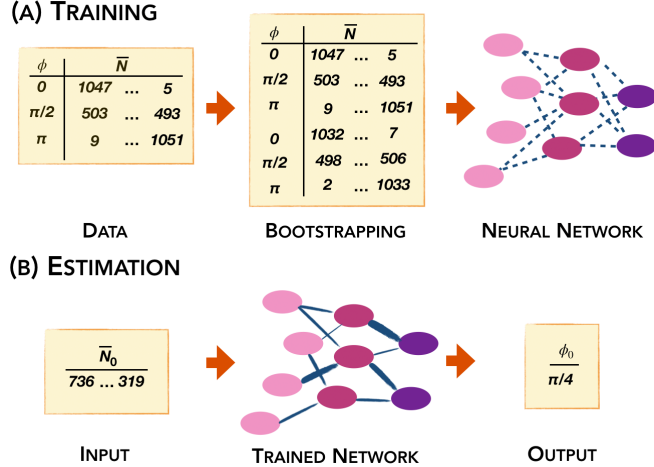 (A) TRAINING
ϕ N̅
0 1047 ... 5
π/2 503 ... 493
π 9 ... 1051
DATA
ϕ N̅
0 1047 ... 5
π/2 503 ... 493
π 9 ... 1051
0 1032 ... 7
π/2 498 ... 506
π 2 ... 1033
BOOTSTRAPPING
NEURAL NETWORK
(B) ESTIMATION
N̅₀
736 ... 319
INPUT
TRAINED NETWORK
ϕ₀
π/4
OUTPUT